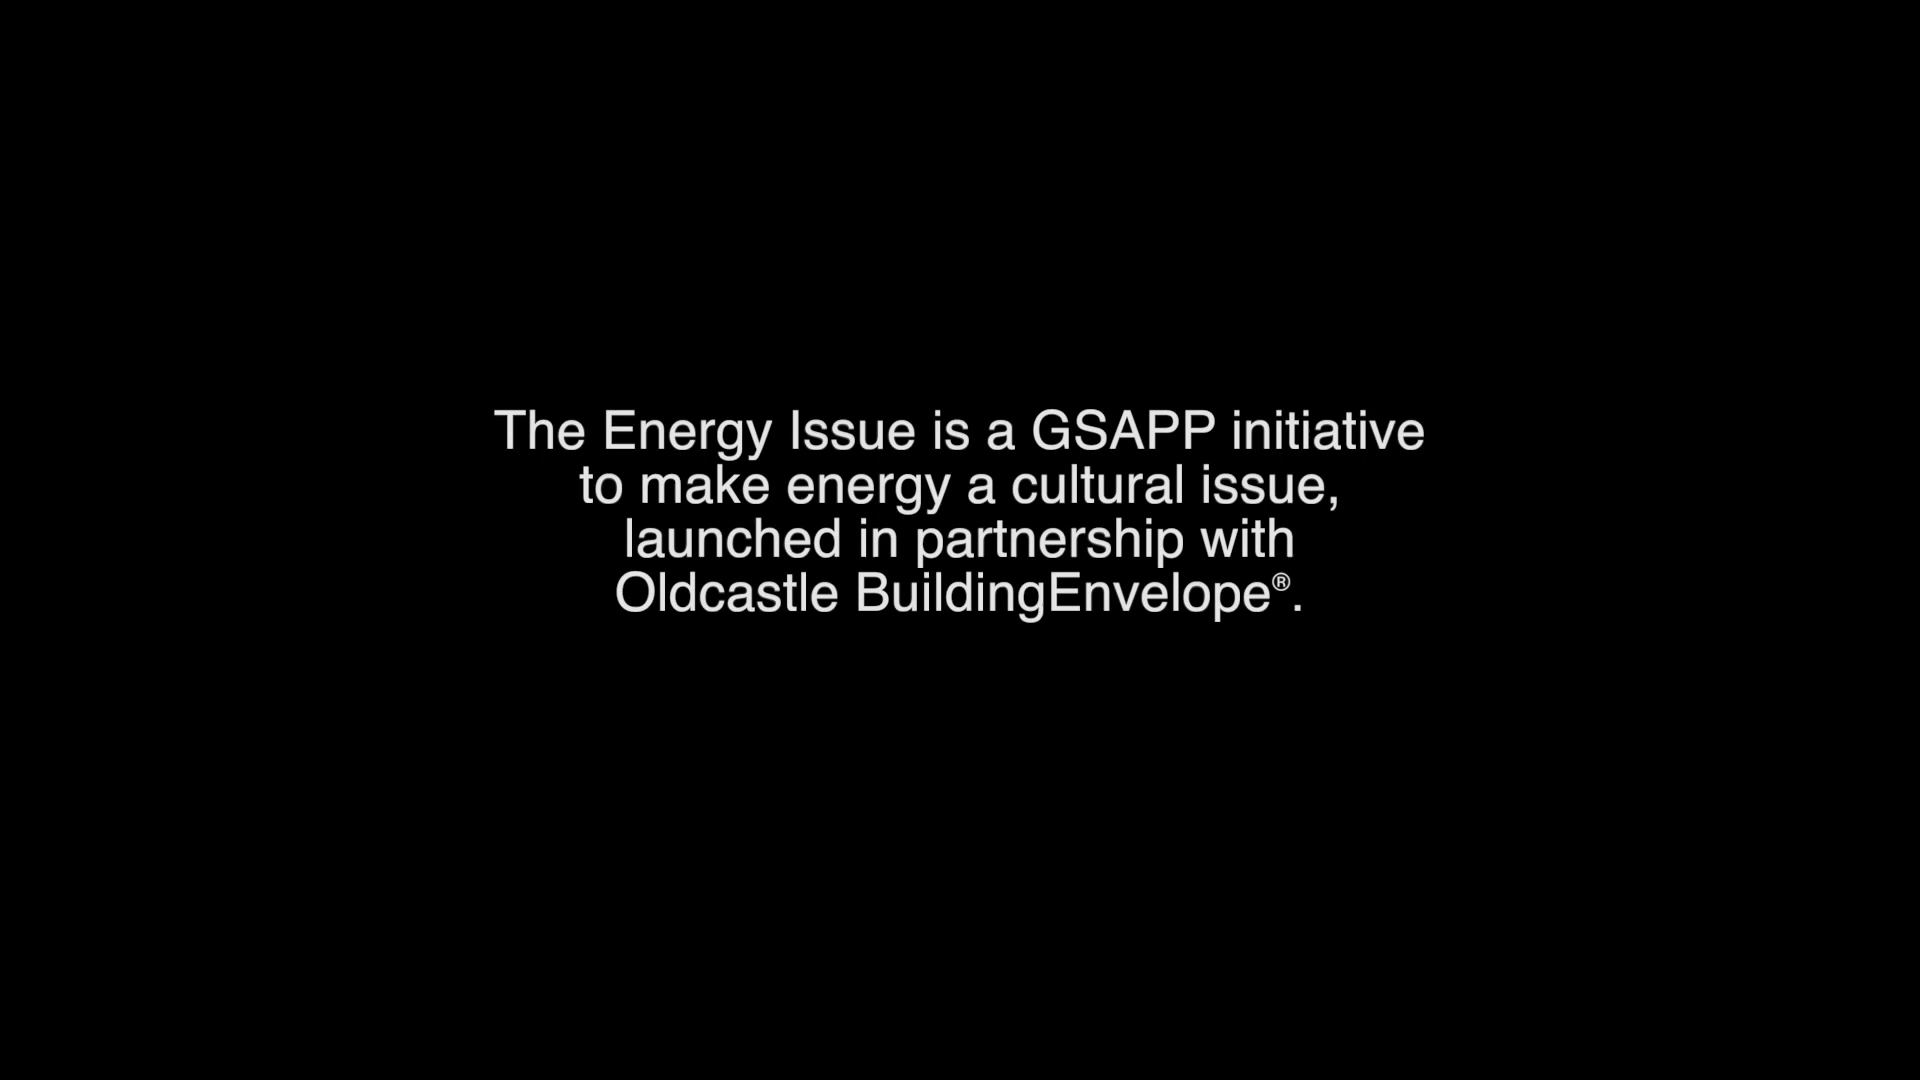 The Energy Issue is a GSAPP initiative
to make energy a cultural issue,
launched in partnership with
Oldcastle BuildingEnvelope®.